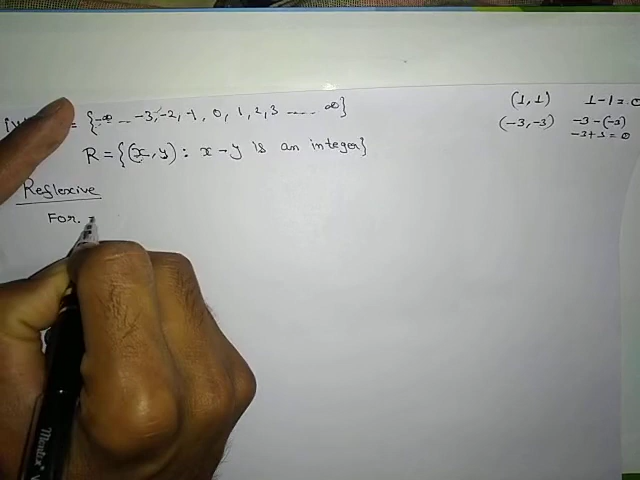 = {-∞ - -3, -2, -1, 0, 1, 2, 3 ---- ∞}
R = {(x, y) : x - y is an integer}
Reflexive
For.
(1, 1) 1-1=0
(-3, -3) -3-(-3)
-3+3=0
Montex